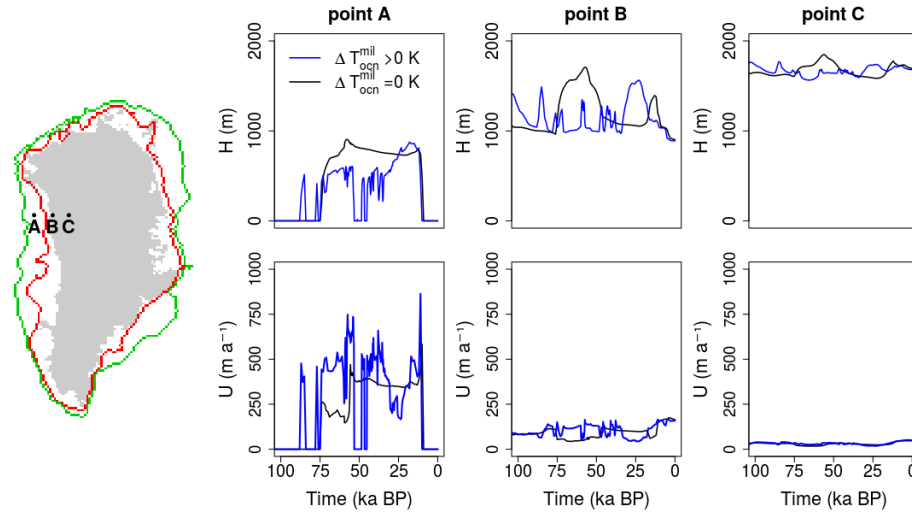 point A
point B
point C
H (m)
2000
1000
0
Δ T_ocn^mil >0 K
Δ T_ocn^mil =0 K
H (m)
2000
1000
0
H (m)
2000
1000
0
A B C
U (m a⁻¹)
1000
750
500
250
0
100 75 50 25 0
Time (ka BP)
U (m a⁻¹)
1000
750
500
250
0
100 75 50 25 0
Time (ka BP)
U (m a⁻¹)
1000
750
500
250
0
100 75 50 25 0
Time (ka BP)